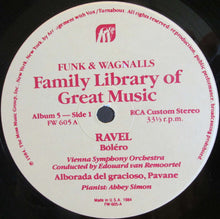 FUNK & WAGNALLS
Family Library of
Great Music
Album 5 — Side 1
FW 605 A
RCA Custom Stereo
33⅓ r.p.m.
RAVEL
Boléro
Vienna Symphony Orchestra
Conducted by Edouard van Remoortel
Alborada del gracioso, Pavane
Pianist: Abbey Simon
Made in U.S.A. 1984
FW-605-A